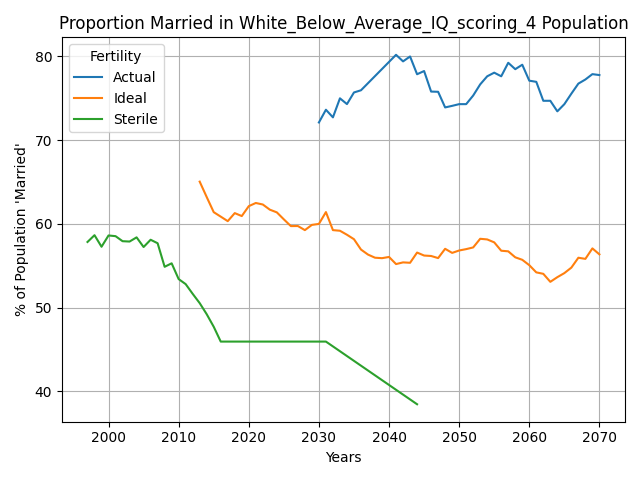 Proportion Married in White_Below_Average_IQ_scoring_4 Population
% of Population 'Married'
80
70
60
50
40
Fertility
Actual
Ideal
Sterile
2000 2010 2020 2030 2040 2050 2060 2070
Years